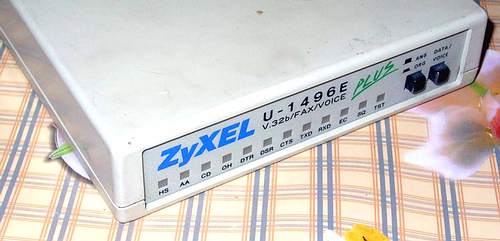 ZyXEL U-1496E PLUS
V.32b/FAX/VOICE
ANS DATA/
ORG VOICE
HS AA CD OH DTR DSR CTS TXD RXD EC SQ TST